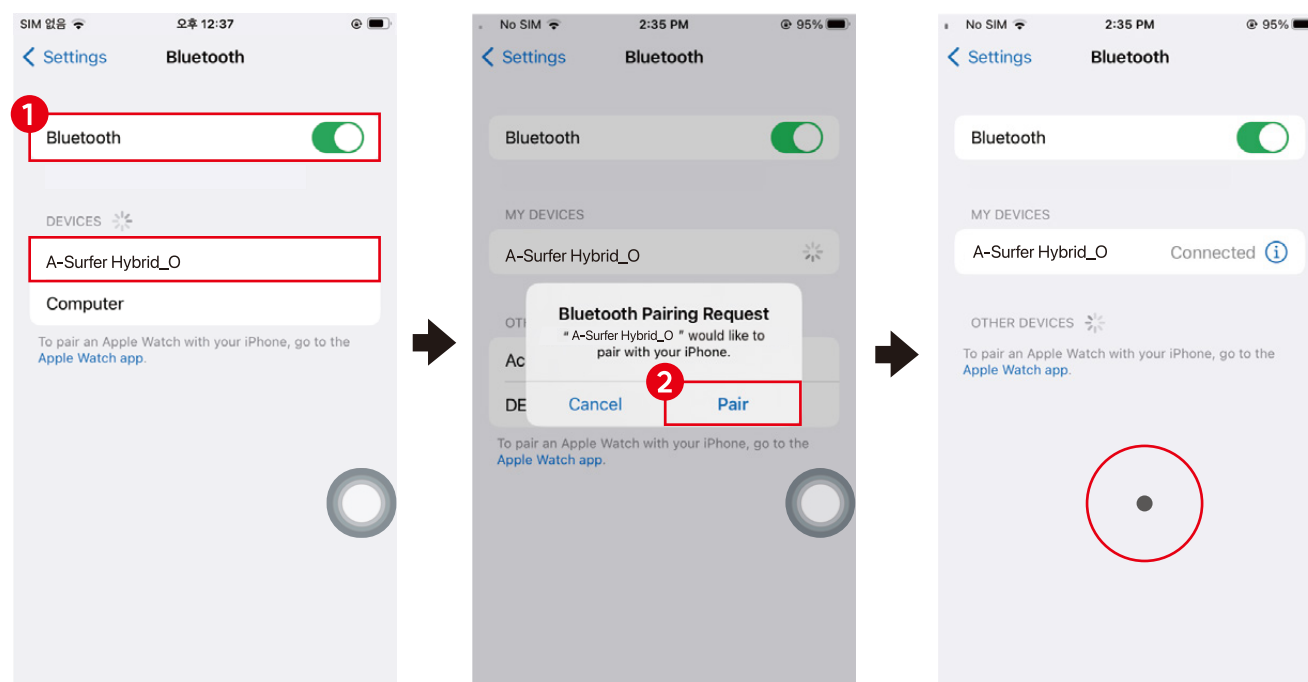 SIM 없음 오후 12:37
Settings Bluetooth
1
Bluetooth
DEVICES
A-Surfer Hybrid_O
Computer
To pair an Apple Watch with your iPhone, go to the
Apple Watch app.
No SIM 2:35 PM 95%
Settings Bluetooth
Bluetooth
MY DEVICES
A-Surfer Hybrid_O
OTH
Bluetooth Pairing Request
“ A-Surfer Hybrid_O ” would like to
pair with your iPhone.
Ac
2
DE Cancel Pair
To pair an Apple Watch with your iPhone, go to the
Apple Watch app.
No SIM 2:35 PM 95%
Settings Bluetooth
Bluetooth
MY DEVICES
A-Surfer Hybrid_O Connected i
OTHER DEVICES
To pair an Apple Watch with your iPhone, go to the
Apple Watch app.